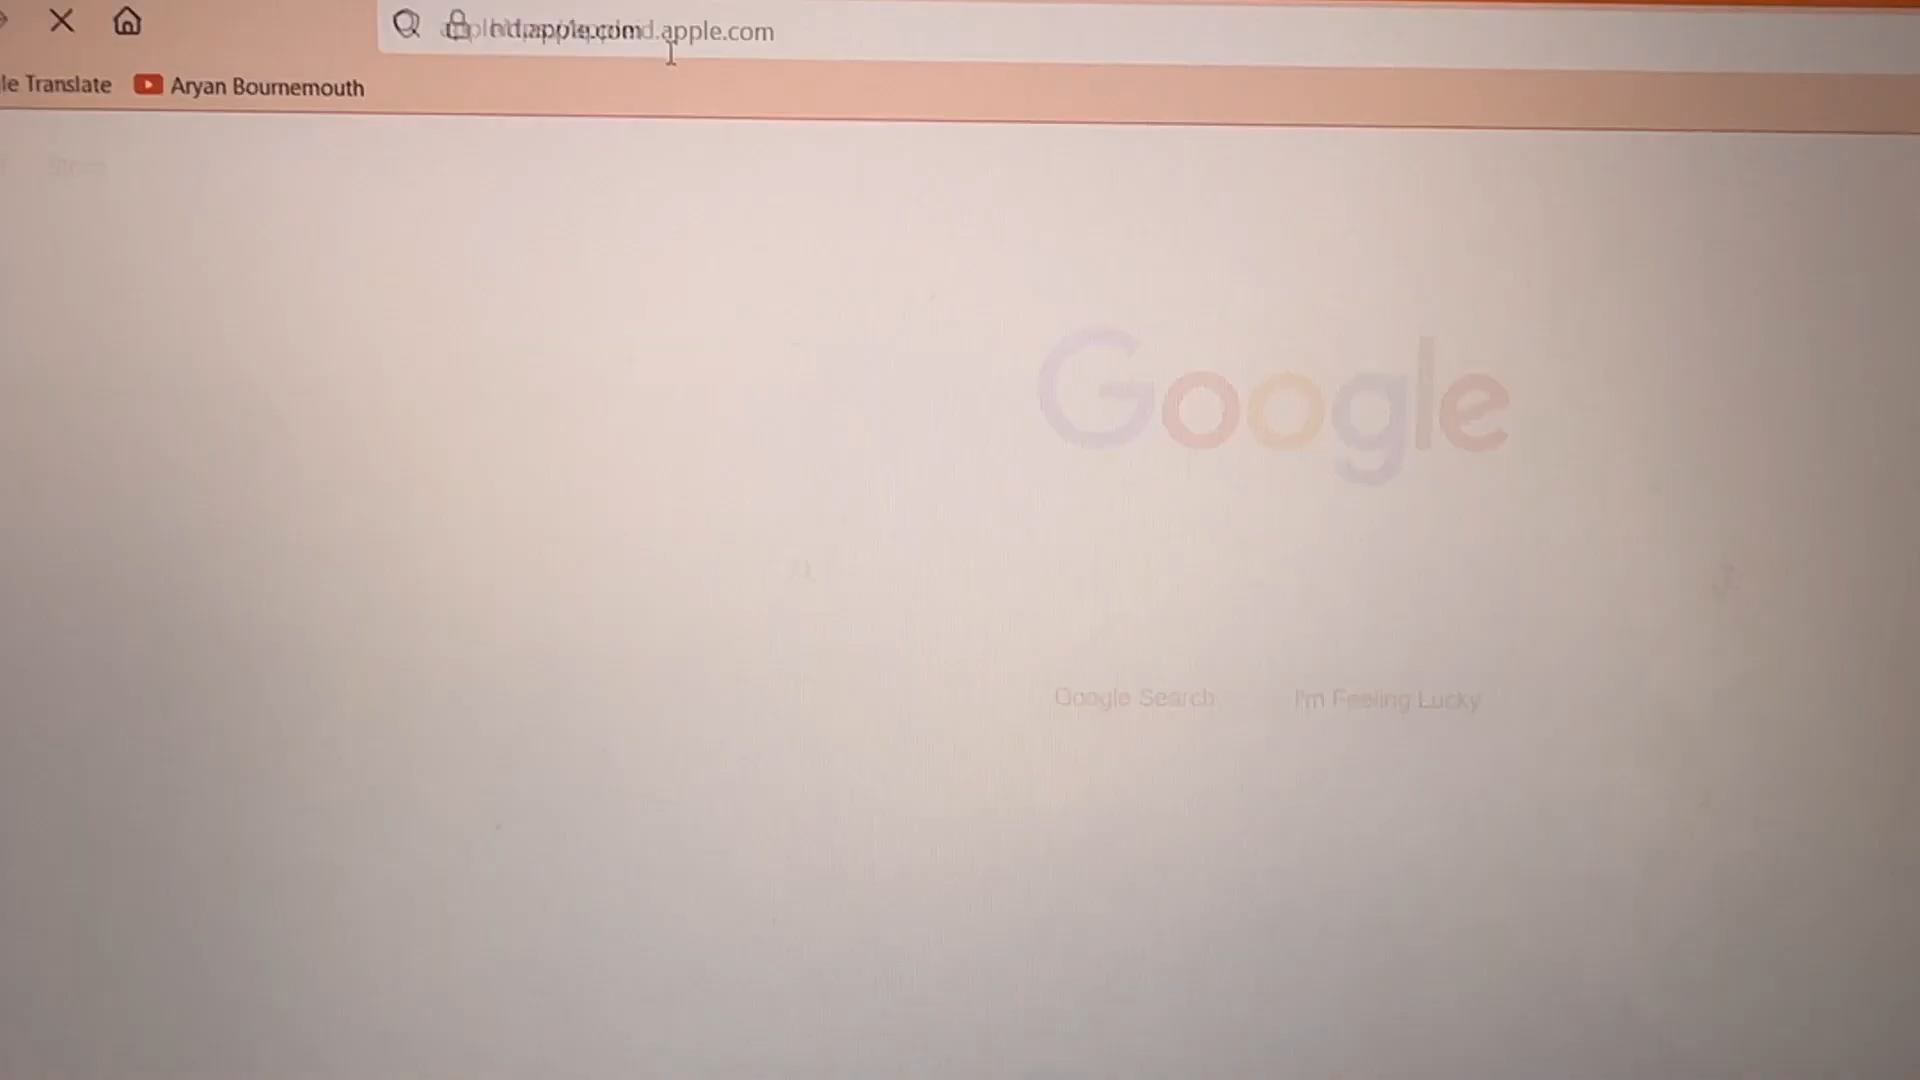 apple.com
le Translate
Aryan Bournemouth
Google
Google Search
I'm Feeling Lucky